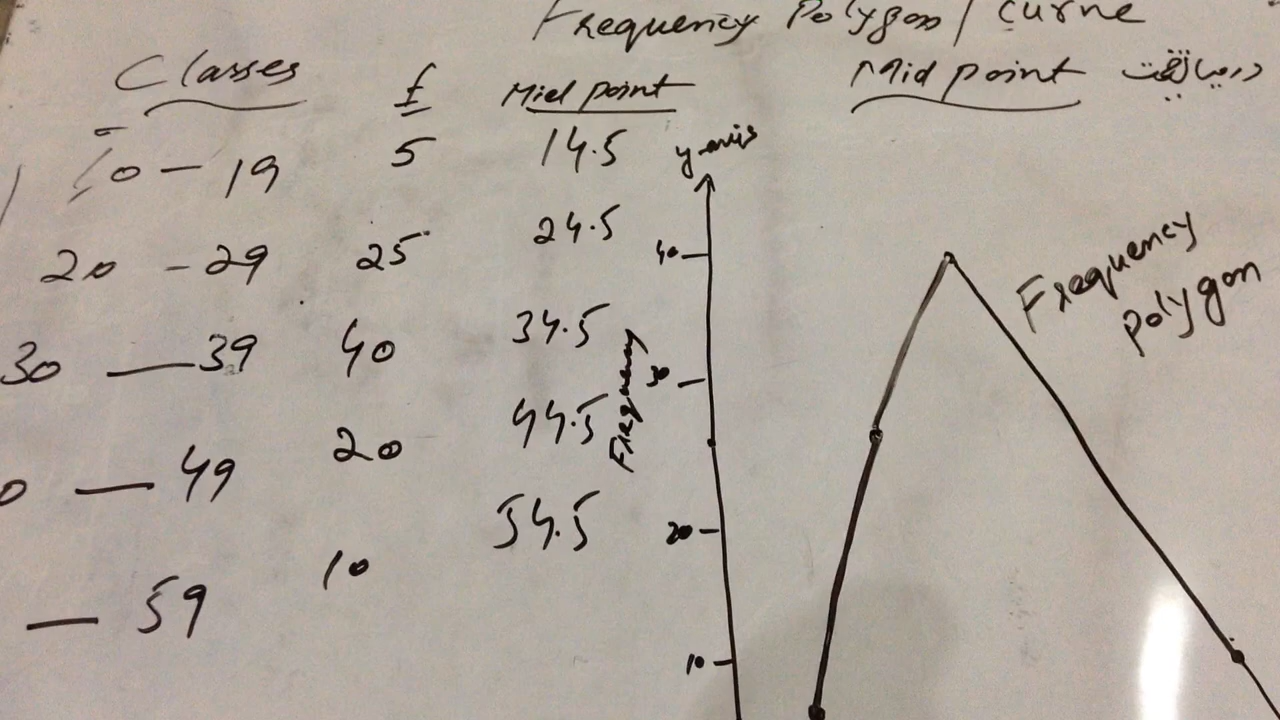 Frequency Polygon / Curve
Classes f Mid point Mid point
10 — 19 5 14.5
20 - 29 25 24.5
30 — 39 40 34.5
0 — 49 20 44.5
— 59 10 54.5
y-axis
40
30
20
10
Frequency
Frequency
Polygon